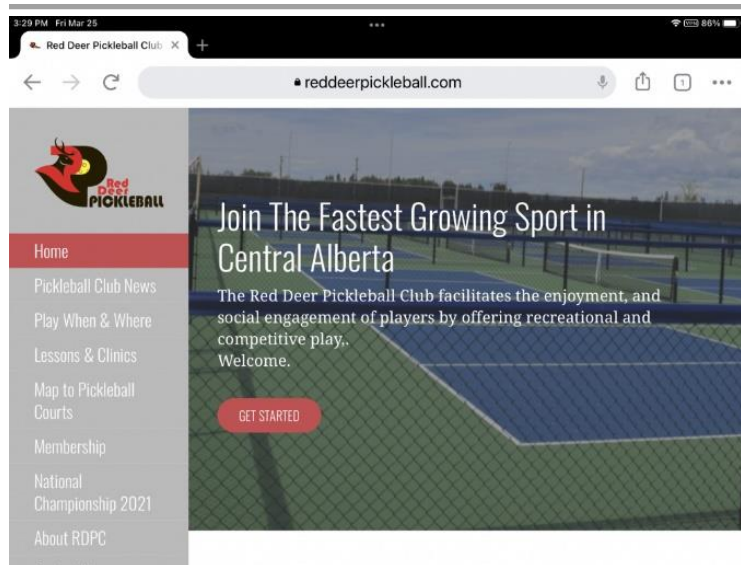 3:29 PM Fri Mar 25
86%
Red Deer Pickleball Club
reddeerpickleball.com
1
Red
Deer
PICKLEBALL
Home
Pickleball Club News
Play When & Where
Lessons & Clinics
Map to Pickleball
Courts
Membership
National
Championship 2021
About RDPC
Join The Fastest Growing Sport in
Central Alberta
The Red Deer Pickleball Club facilitates the enjoyment, and
social engagement of players by offering recreational and
competitive play,.
Welcome.
GET STARTED